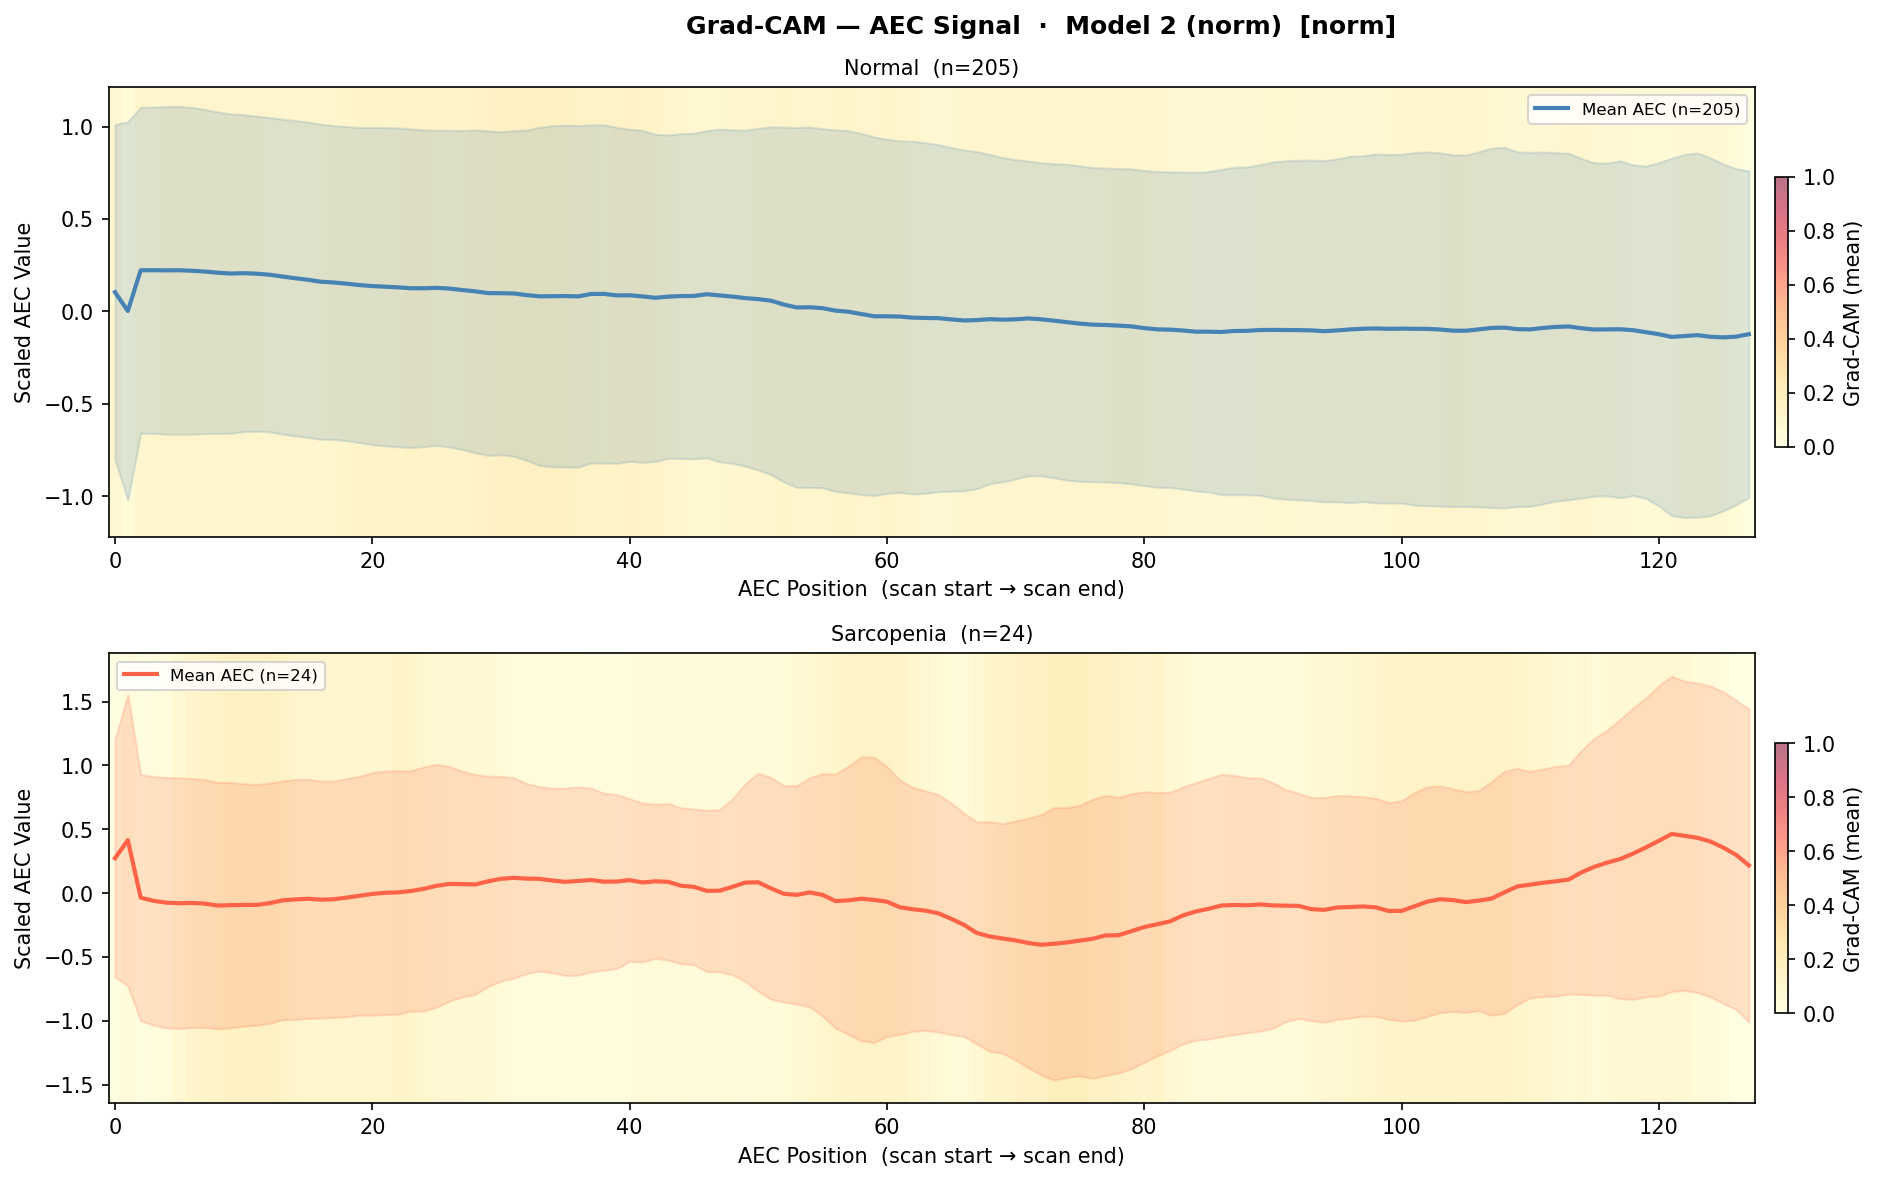 Grad-CAM — AEC Signal · Model 2 (norm) [norm]
Normal (n=205)
Mean AEC (n=205)
Scaled AEC Value
1.0
0.5
0.0
−0.5
−1.0
0 20 40 60 80 100 120
AEC Position (scan start → scan end)
1.0
0.8
0.6
0.4
0.2
0.0
Grad-CAM (mean)
Sarcopenia (n=24)
Mean AEC (n=24)
Scaled AEC Value
1.5
1.0
0.5
0.0
−0.5
−1.0
−1.5
0 20 40 60 80 100 120
AEC Position (scan start → scan end)
1.0
0.8
0.6
0.4
0.2
0.0
Grad-CAM (mean)